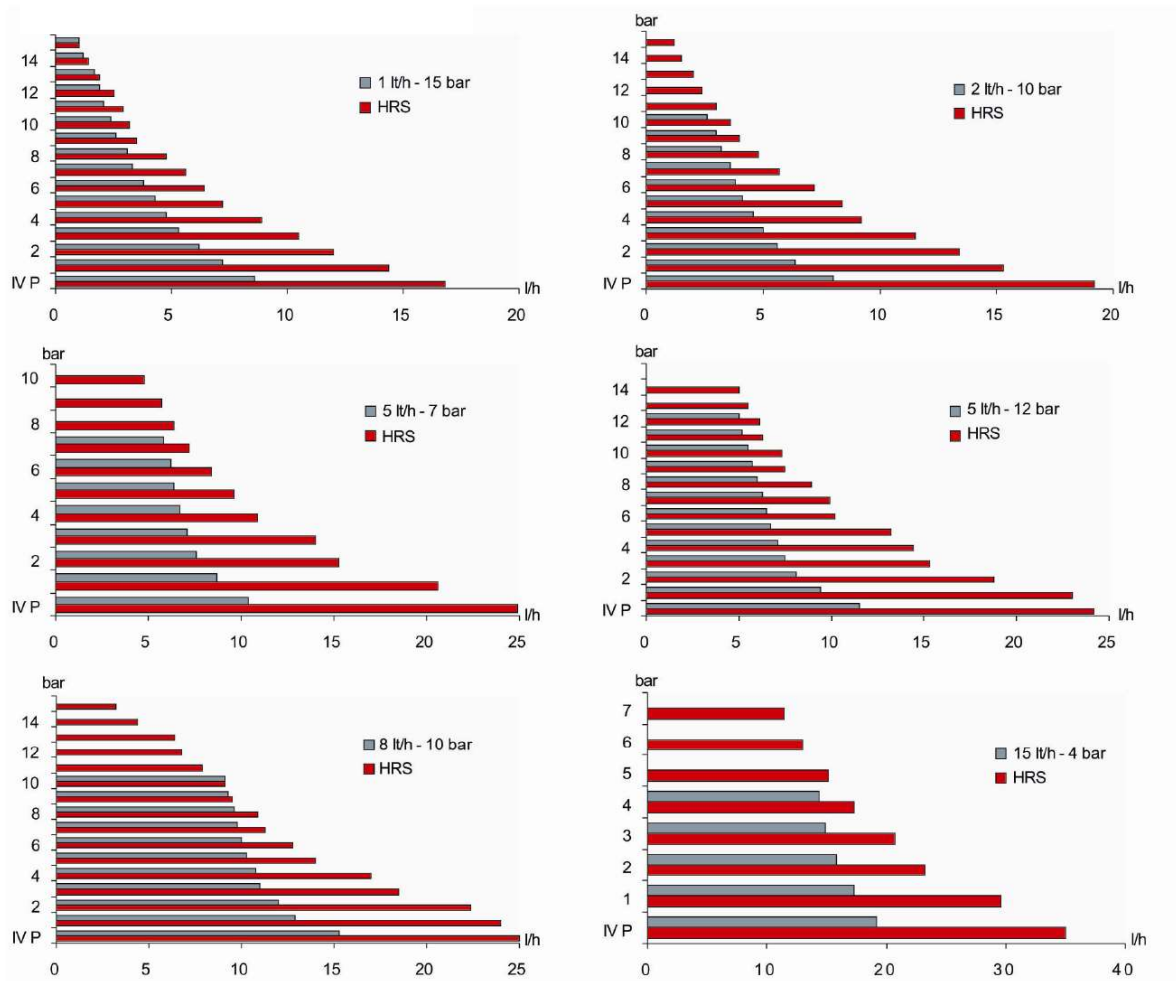 14
12
10
8
6
4
2
IV P
1 lt/h - 15 bar
HRS
l/h
0 5 10 15 20
bar
14
12
10
8
6
4
2
IV P
2 lt/h - 10 bar
HRS
l/h
0 5 10 15 20
bar
10
8
6
4
2
IV P
5 lt/h - 7 bar
HRS
l/h
0 5 10 15 20 25
bar
14
12
10
8
6
4
2
IV P
5 lt/h - 12 bar
HRS
l/h
0 5 10 15 20 25
bar
14
12
10
8
6
4
2
IV P
8 lt/h - 10 bar
HRS
l/h
0 5 10 15 20 25
bar
7
6
5
4
3
2
1
IV P
15 lt/h - 4 bar
HRS
l/h
0 10 20 30 40